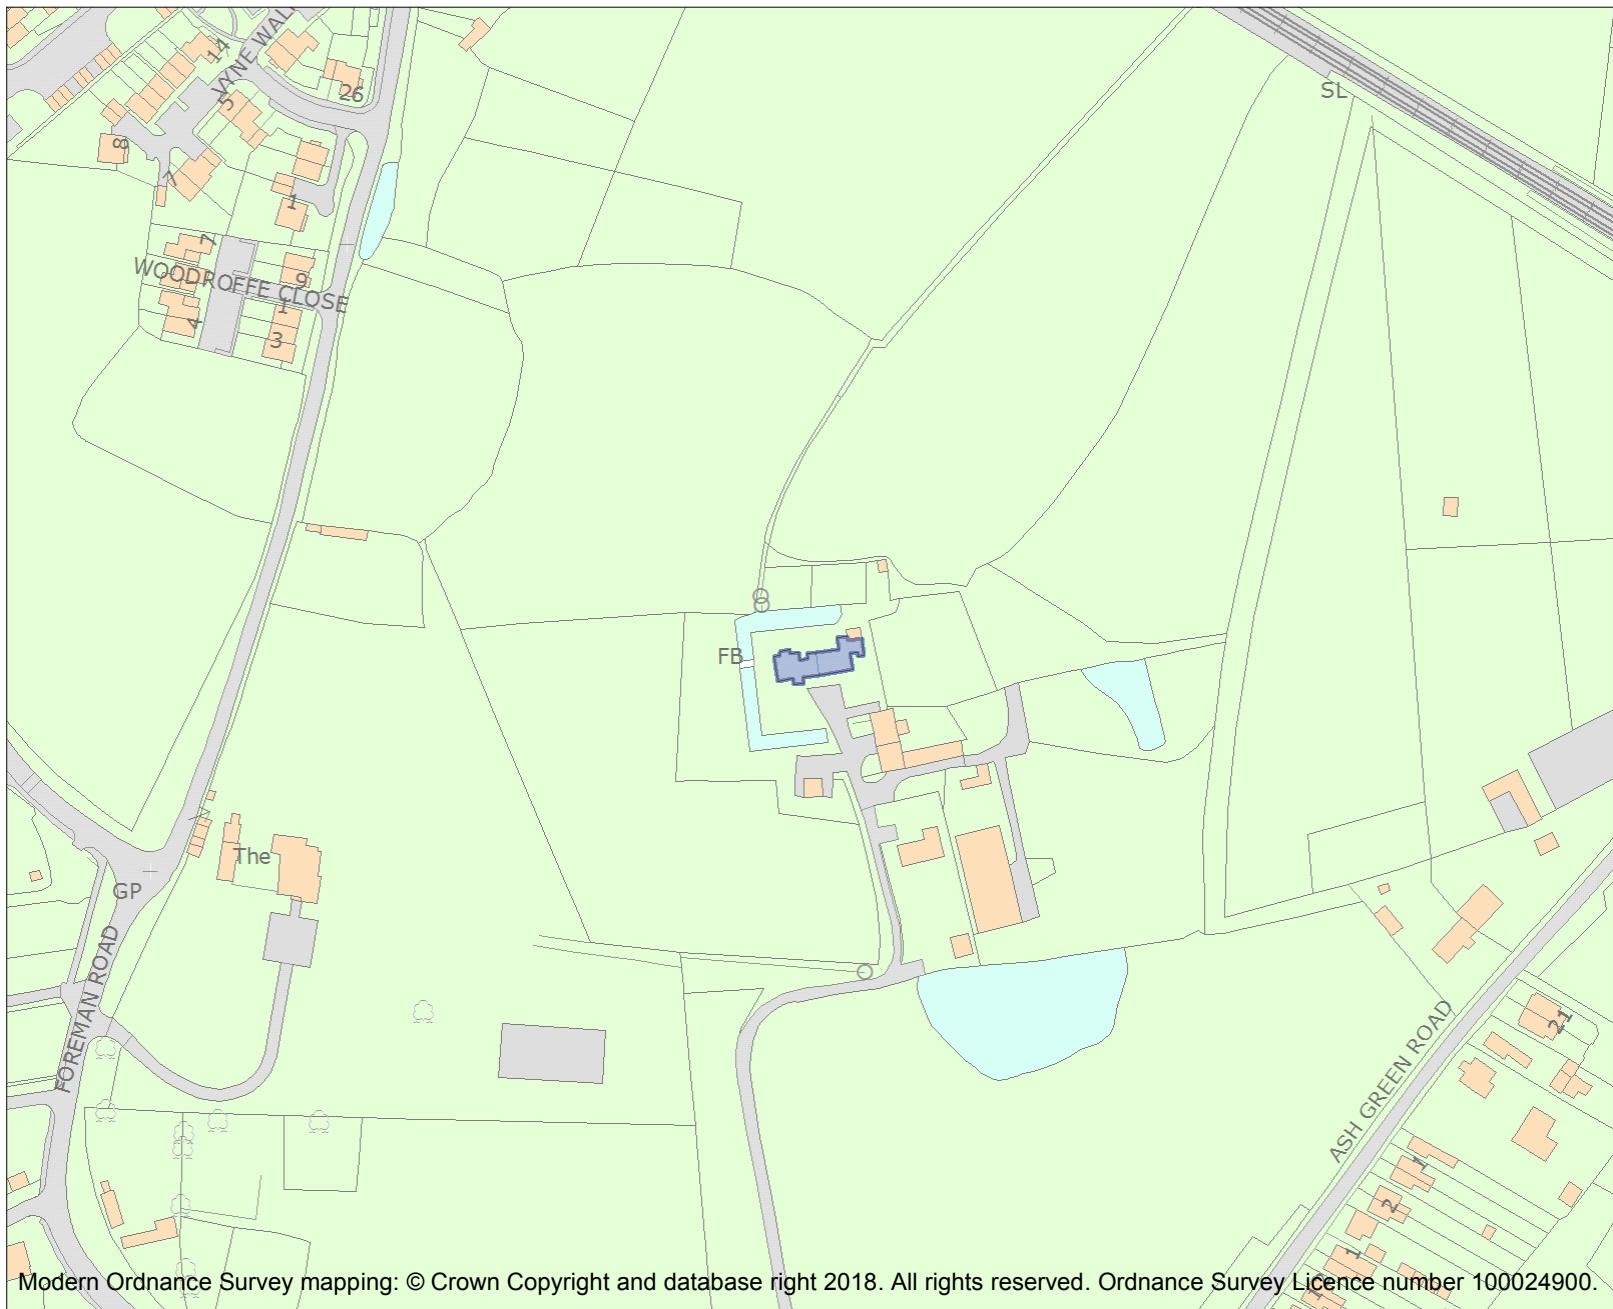 14
VYNE WALK
26
SL
5
8
7
1
7
WOODROFFE CLOSE
9
1
4
3
FB
The
GP
FOREMAN ROAD
21
ASH GREEN ROAD
1
2
1
Modern Ordnance Survey mapping: © Crown Copyright and database right 2018. All rights reserved. Ordnance Survey Licence number 100024900.